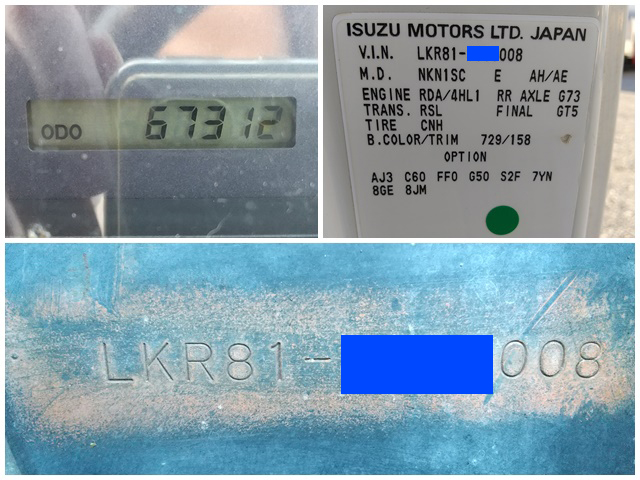 ODO 67312
ISUZU MOTORS LTD. JAPAN
V.I.N. LKR81- 008
M.D. NKN1SC E AH/AE
ENGINE RDA/4HL1 RR AXLE G73
TRANS. RSL FINAL GT5
TIRE CNH
B.COLOR/TRIM 729/158
OPTION
AJ3 C60 FF0 G50 S2F 7YN
8GE 8JM
LKR81- 008